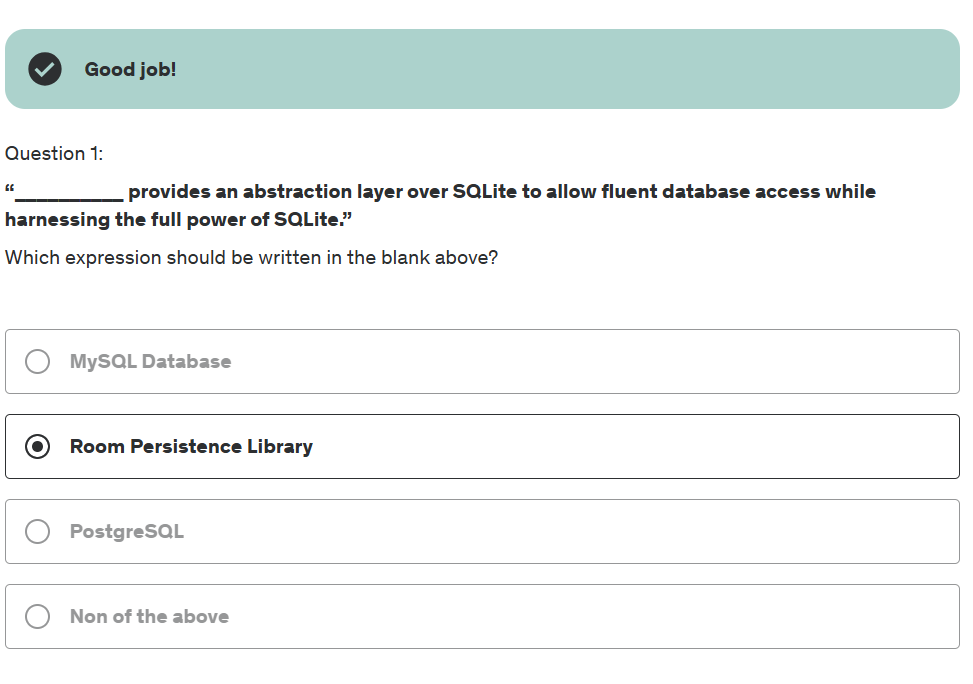 Good job!
Question 1:
“__________ provides an abstraction layer over SQLite to allow fluent database access while
harnessing the full power of SQLite.”
Which expression should be written in the blank above?
MySQL Database
Room Persistence Library
PostgreSQL
Non of the above